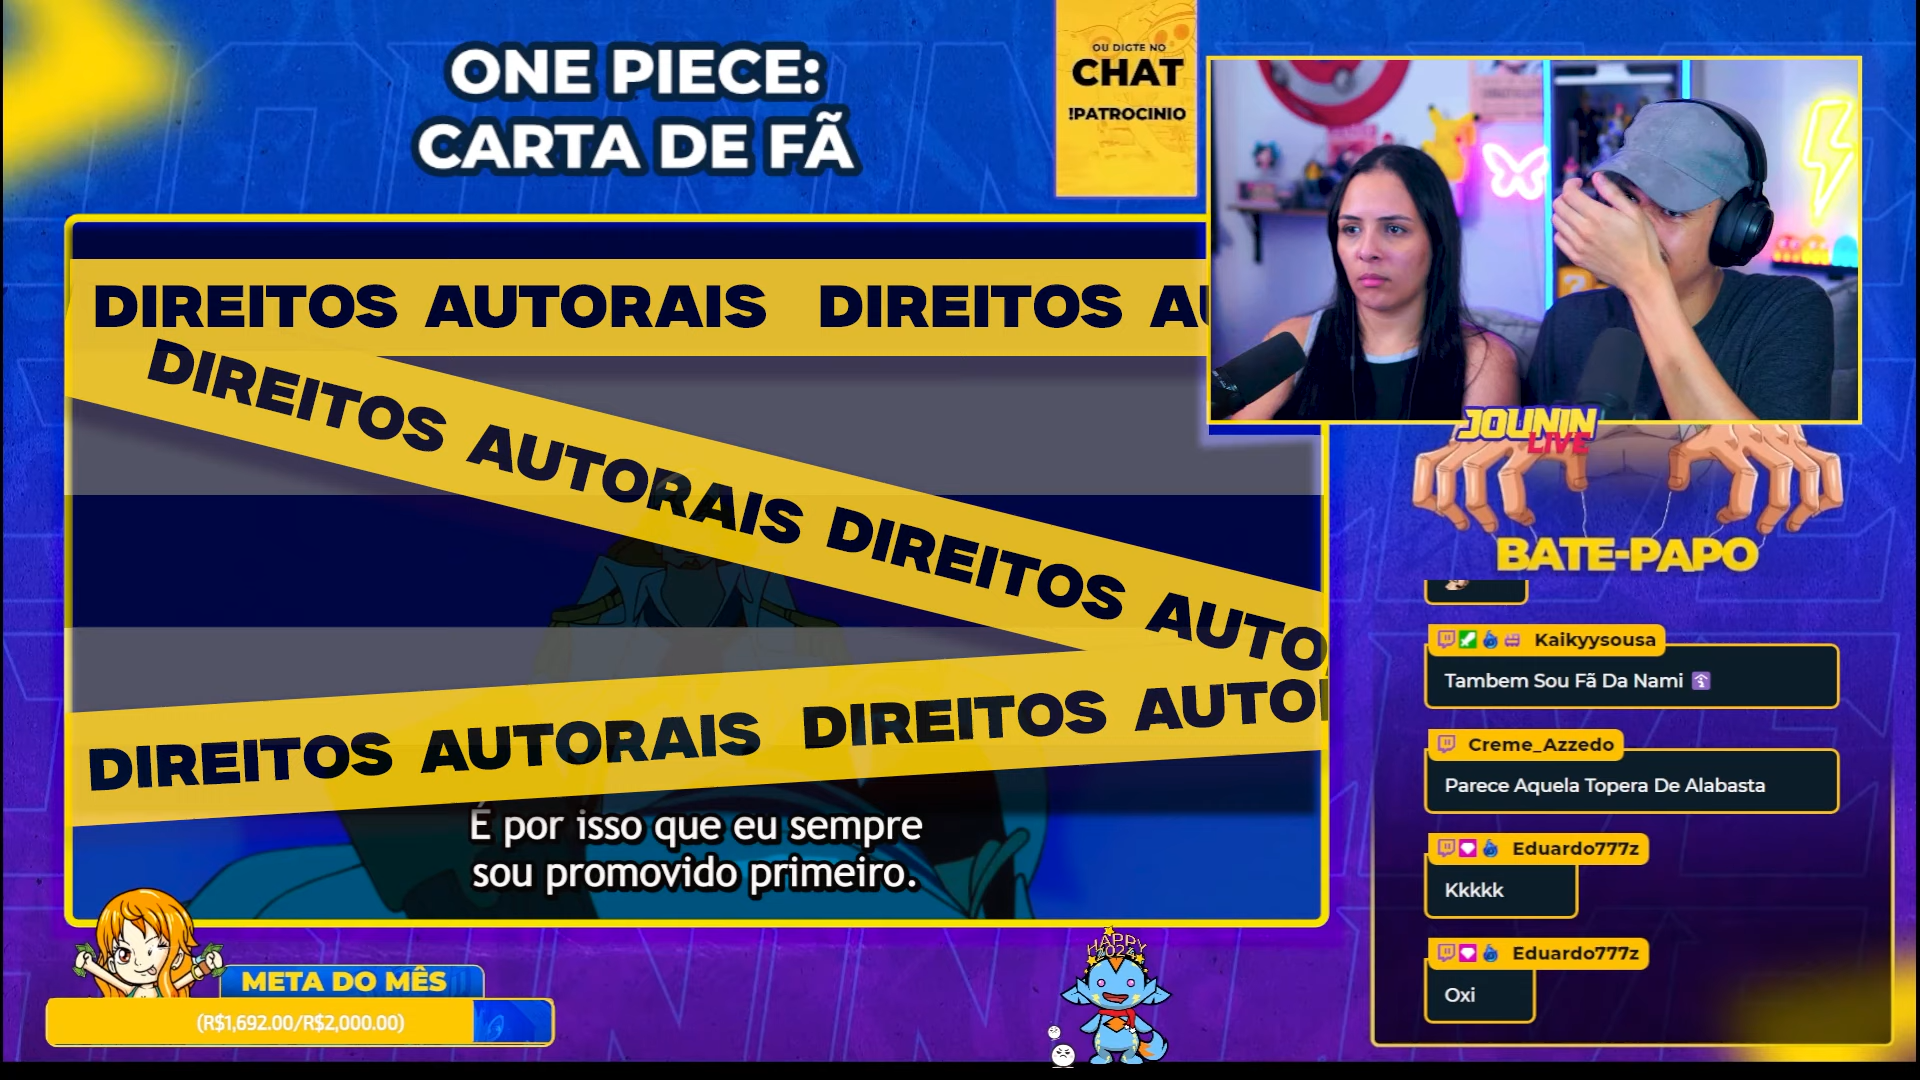 ONE PIECE:
CARTA DE FÃ
OU DIGTE NO
CHAT
!PATROCINIO
DIREITOS AUTORAIS DIREITOS AU
DIREITOS AUTORAIS DIREITOS AUTO
DIREITOS AUTORAIS DIREITOS AUTO
É por isso que eu sempre
sou promovido primeiro.
JOUNIN
LIVE
BATE-PAPO
Kaikyysousa
Tambem Sou Fã Da Nami
Creme_Azzedo
Parece Aquela Topera De Alabasta
Eduardo777z
Kkkkk
Eduardo777z
Oxi
META DO MÊS
(R$1,692.00/R$2,000.00)
HAPPY
2024